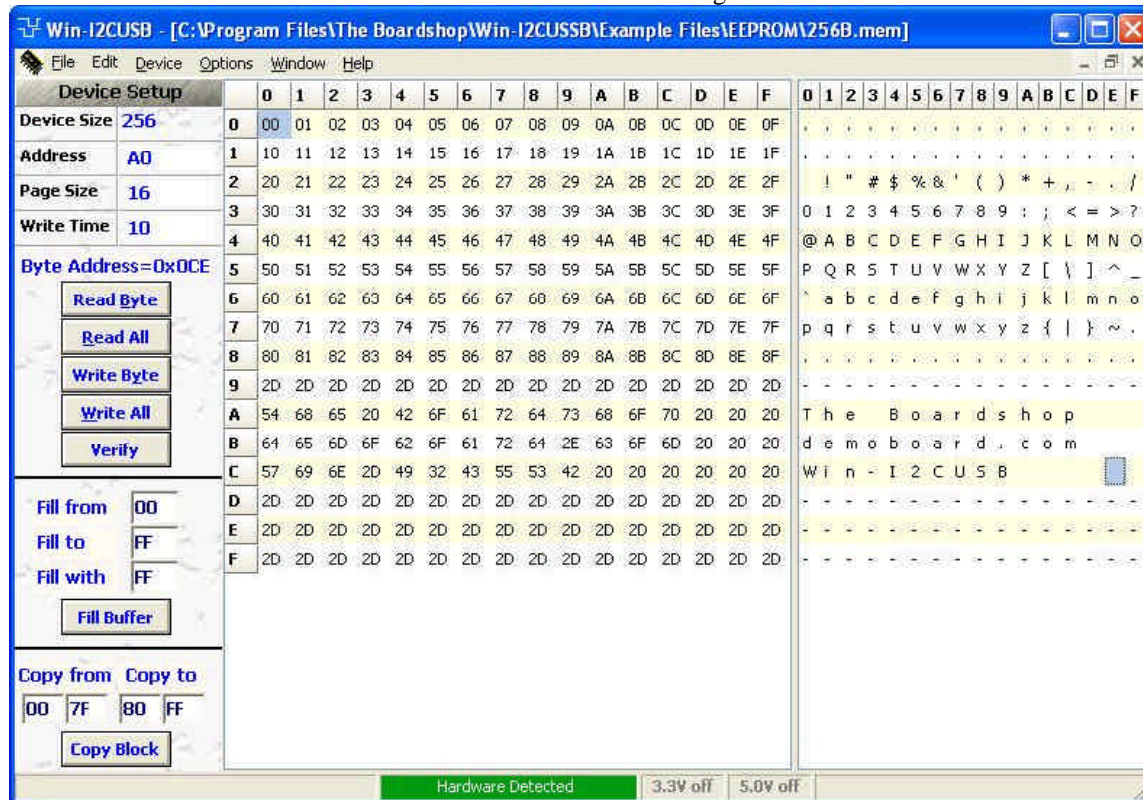 Win-I2CUSB - [C:\Program Files\The Boardshop\Win-I2CUSSB\Example Files\EEPROM\256B.mem]
File Edit Device Options Window Help
Device Setup
Device Size 256
Address A0
Page Size 16
Write Time 10
Byte Address=0x0CE
Read Byte
Read All
Write Byte
Write All
Verify
Fill from 00
Fill to FF
Fill with FF
Fill Buffer
Copy from Copy to
00 7F 80 FF
Copy Block
0 1 2 3 4 5 6 7 8 9 A B C D E F
0 00 01 02 03 04 05 06 07 08 09 0A 0B 0C 0D 0E 0F
1 10 11 12 13 14 15 16 17 18 19 1A 1B 1C 1D 1E 1F
2 20 21 22 23 24 25 26 27 28 29 2A 2B 2C 2D 2E 2F
3 30 31 32 33 34 35 36 37 38 39 3A 3B 3C 3D 3E 3F
4 40 41 42 43 44 45 46 47 48 49 4A 4B 4C 4D 4E 4F
5 50 51 52 53 54 55 56 57 58 59 5A 5B 5C 5D 5E 5F
6 60 61 62 63 64 65 66 67 68 69 6A 6B 6C 6D 6E 6F
7 70 71 72 73 74 75 76 77 78 79 7A 7B 7C 7D 7E 7F
8 80 81 82 83 84 85 86 87 88 89 8A 8B 8C 8D 8E 8F
9 2D 2D 2D 2D 2D 2D 2D 2D 2D 2D 2D 2D 2D 2D 2D 2D
A 54 68 65 20 42 6F 61 72 64 73 68 6F 70 20 20 20
B 64 65 6D 6F 62 6F 61 72 64 2E 63 6F 6D 20 20 20
C 57 69 6E 2D 49 32 43 55 53 42 20 20 20 20 20 20
D 2D 2D 2D 2D 2D 2D 2D 2D 2D 2D 2D 2D 2D 2D 2D 2D
E 2D 2D 2D 2D 2D 2D 2D 2D 2D 2D 2D 2D 2D 2D 2D 2D
F 2D 2D 2D 2D 2D 2D 2D 2D 2D 2D 2D 2D 2D 2D 2D 2D
0 1 2 3 4 5 6 7 8 9 A B C D E F
. . . . . . . . . . . . . . . .
. . . . . . . . . . . . . . . .
! " # $ % & ' ( ) * + , - . /
0 1 2 3 4 5 6 7 8 9 : ; < = > ?
@ A B C D E F G H I J K L M N O
P Q R S T U V W X Y Z [ \ ] ^ _
` a b c d e f g h i j k l m n o
p q r s t u v w x y z { | } ~ .
. . . . . . . . . . . . . . . .
- - - - - - - - - - - - - - - -
T h e B o a r d s h o p
d e m o b o a r d . c o m
W i n - I 2 C U S B
- - - - - - - - - - - - - - - -
- - - - - - - - - - - - - - - -
- - - - - - - - - - - - - - - -
Hardware Detected 3.3V off 5.0V off